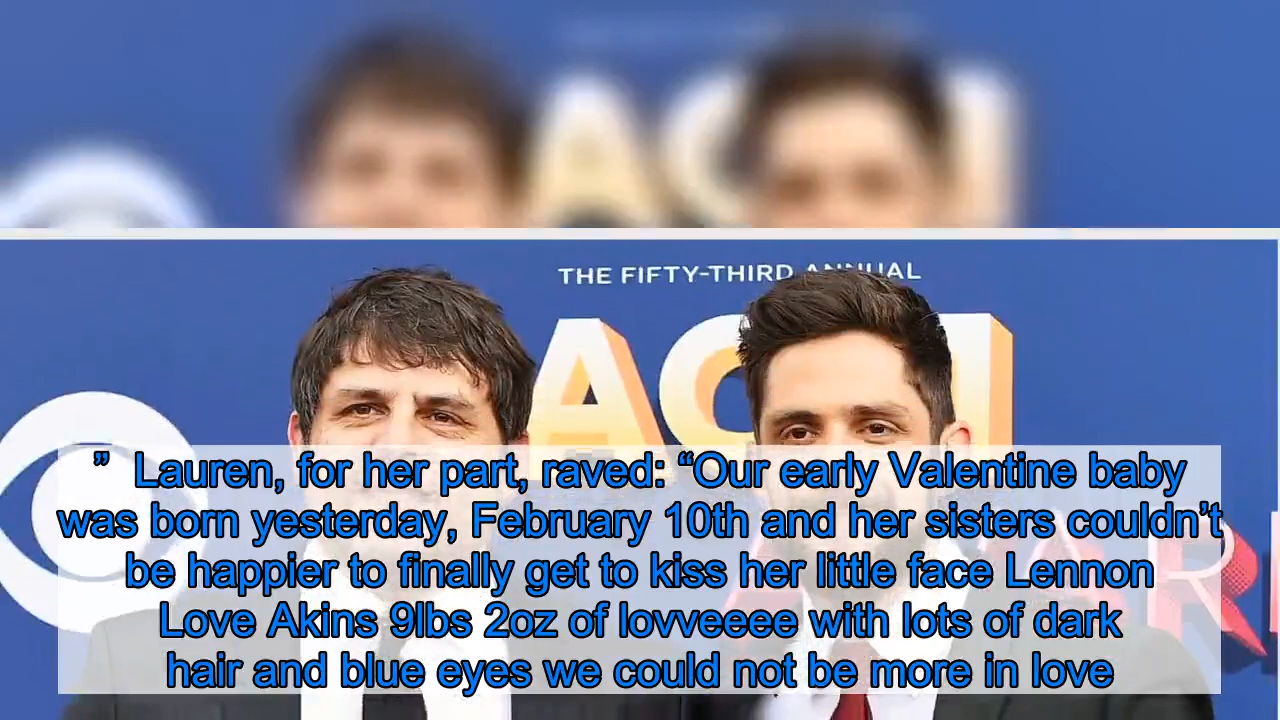 THE FIFTY-THIRD ANNUAL
AC
” Lauren, for her part, raved: “Our early Valentine baby
was born yesterday, February 10th and her sisters couldn’t
be happier to finally get to kiss her little face Lennon
Love Akins 9lbs 2oz of lovveeee with lots of dark
hair and blue eyes we could not be more in love